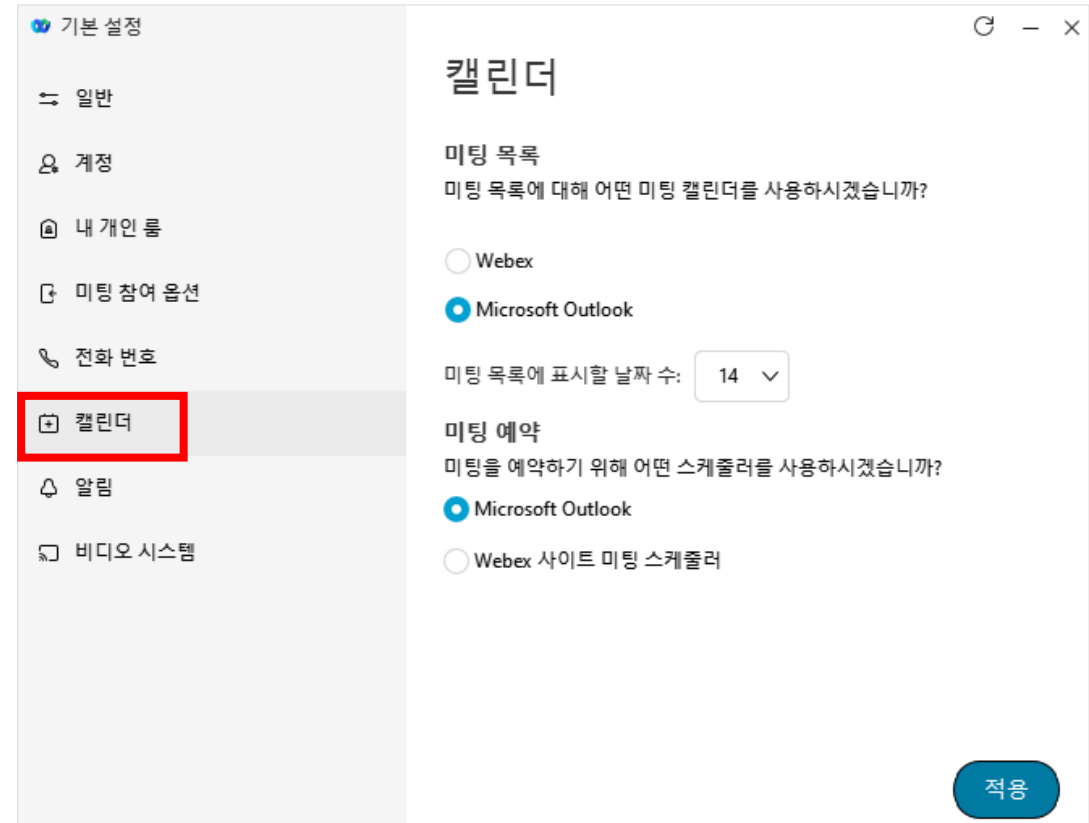 기본 설정
일반
계정
내 개인 룸
미팅 참여 옵션
전화 번호
캘린더
알림
비디오 시스템
캘린더
미팅 목록
미팅 목록에 대해 어떤 미팅 캘린더를 사용하시겠습니까?
Webex
Microsoft Outlook
미팅 목록에 표시할 날짜 수: 14
미팅 예약
미팅을 예약하기 위해 어떤 스케줄러를 사용하시겠습니까?
Microsoft Outlook
Webex 사이트 미팅 스케줄러
적용